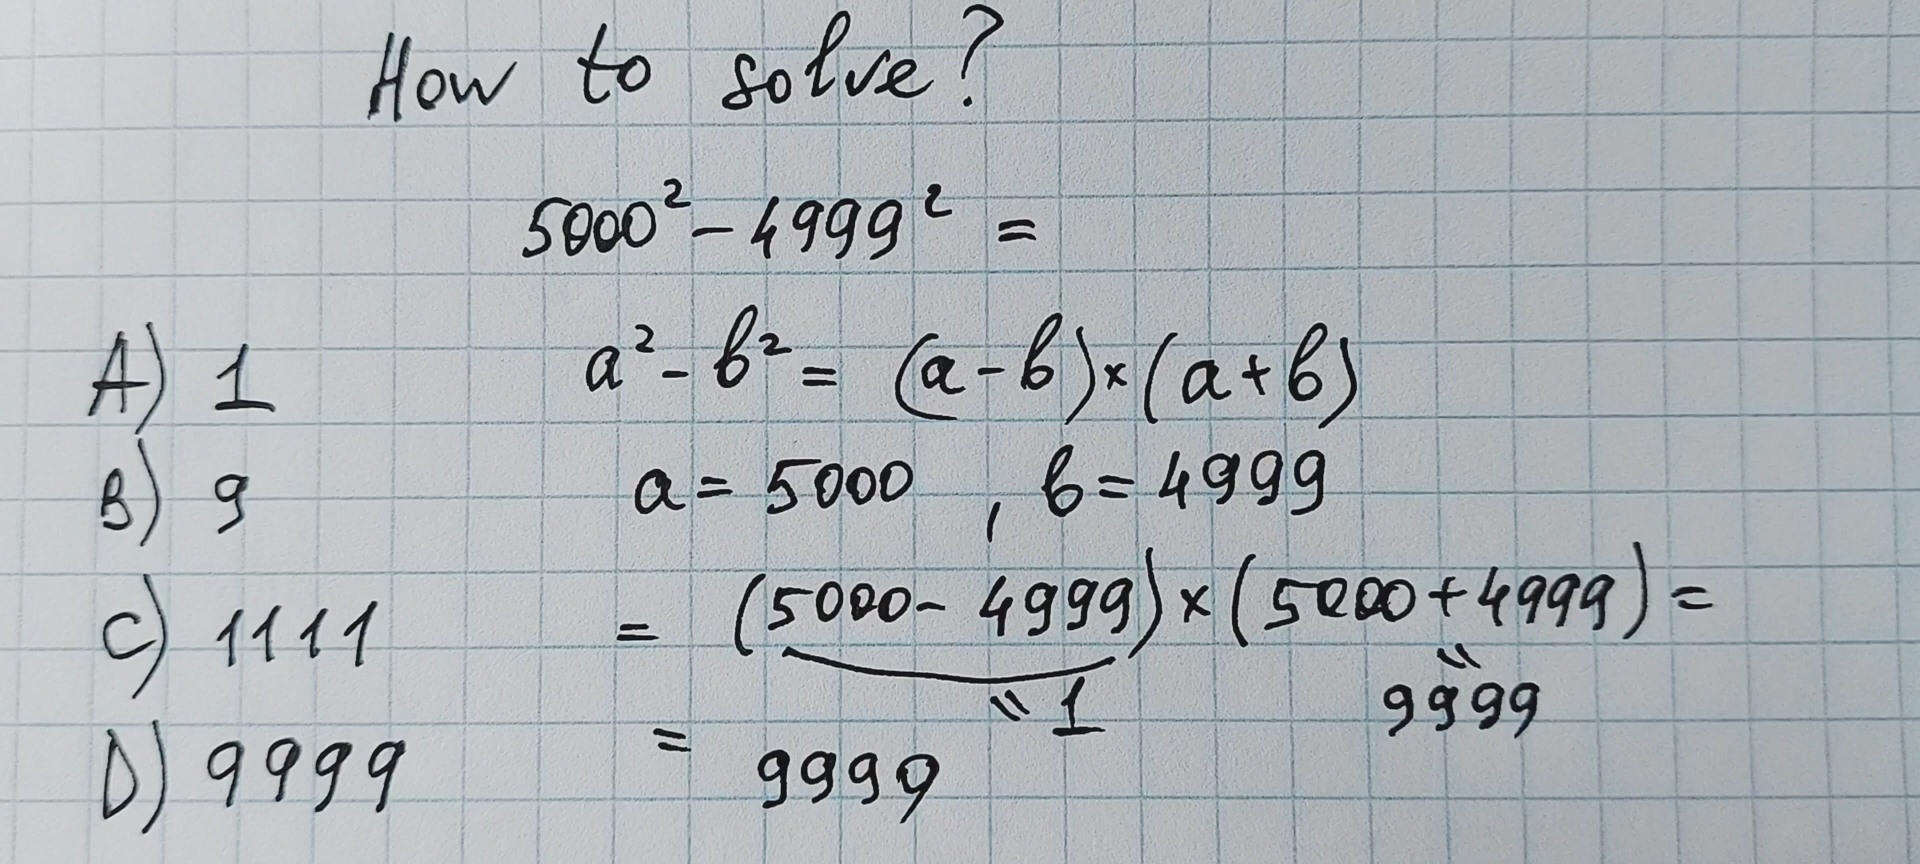 How to solve?
5000² - 4999² =
A) 1
a² - b² = (a - b) × (a + b)
B) 9
a = 5000 , b = 4999
C) 1111
= (5000 - 4999) × (5000 + 4999) =
= 1
= 9999
D) 9999
= 9999